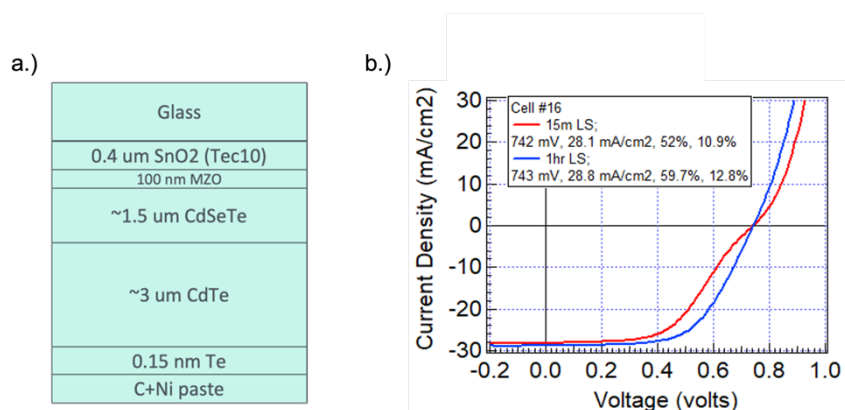 a.)
Glass
0.4 um SnO2 (Tec10)
100 nm MZO
~1.5 um CdSeTe
~3 um CdTe
0.15 nm Te
C+Ni paste
b.)
Current Density (mA/cm2)
30
20
10
0
-10
-20
-30
Cell #16
15m LS;
742 mV, 28.1 mA/cm2, 52%, 10.9%
1hr LS;
743 mV, 28.8 mA/cm2, 59.7%, 12.8%
-0.2 0.0 0.2 0.4 0.6 0.8 1.0
Voltage (volts)